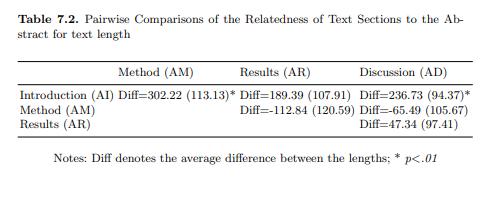 Table 7.2. Pairwise Comparisons of the Relatedness of Text Sections to the Ab-
stract for text length
Method (AM) Results (AR) Discussion (AD)
Introduction (AI) Diff=302.22 (113.13)* Diff=189.39 (107.91) Diff=236.73 (94.37)*
Method (AM) Diff=-112.84 (120.59) Diff=-65.49 (105.67)
Results (AR) Diff=47.34 (97.41)
Notes: Diff denotes the average difference between the lengths; * p<.01